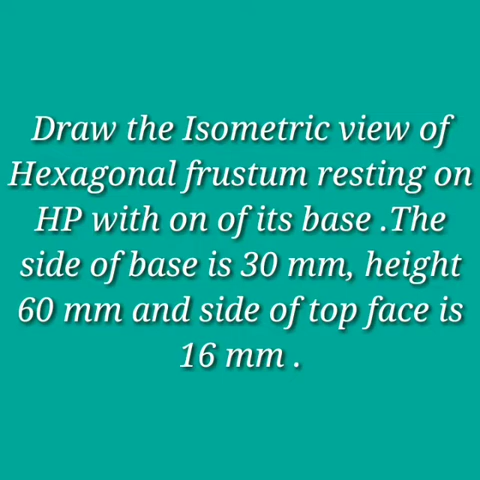 Draw the Isometric view of
Hexagonal frustum resting on
HP with on of its base .The
side of base is 30 mm, height
60 mm and side of top face is
16 mm .